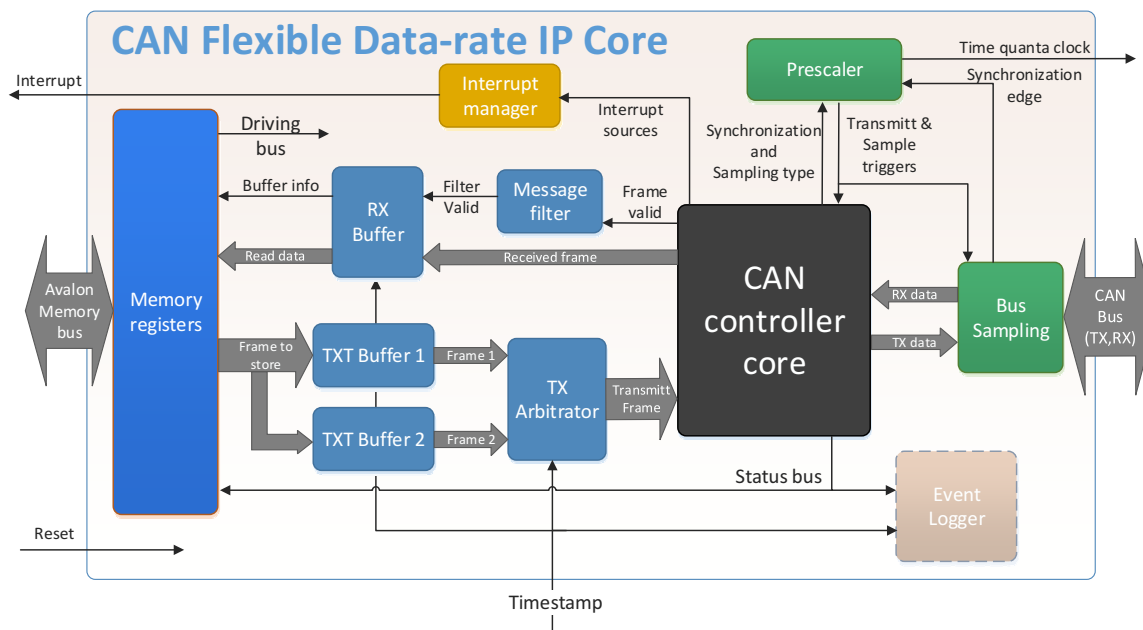 CAN Flexible Data-rate IP Core
Interrupt
Interrupt
manager
Interrupt
sources
Prescaler
Time quanta clock
Synchronization
edge
Synchronization
and
Sampling type
Transmitt &
Sample
triggers
Driving
bus
Buffer info
RX
Buffer
Filter
Valid
Message
filter
Frame
valid
Read data
Received frame
Avalon
Memory
bus
Memory
registers
CAN
controller
core
RX data
TX data
Bus
Sampling
CAN
Bus
(TX,RX)
Frame to
store
TXT Buffer 1
Frame 1
TXT Buffer 2
Frame 2
TX
Arbitrator
Transmitt
Frame
Status bus
Event
Logger
Reset
Timestamp